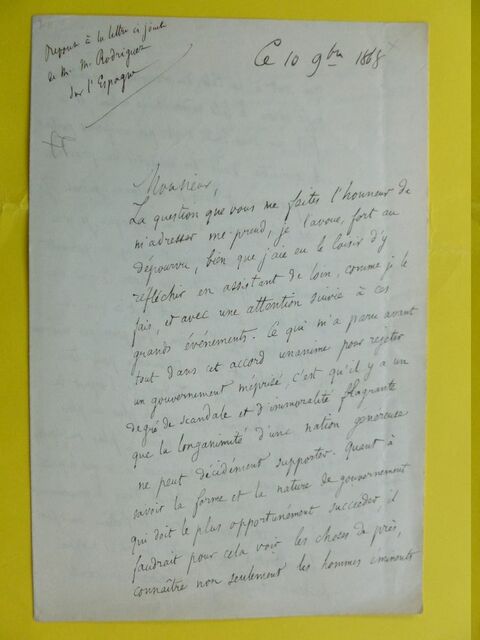 Reponse à la lettre ci jointe
de M. M. Rodriguez
sur l'Espagne
Ce 10 9bre 1868
Monsieur,
La question que vous me faites l'honneur de
m'adresser me prend, je l'avoue, fort au
dépourvu, bien que j'aie eu le loisir d'y
réfléchir en assistant de loin, comme je le
fais, et avec une attention suivie à ces
grands événements. Ce qui m'a paru avant
tout dans cet accord unanime pour rejeter
un gouvernement méprisé, c'est qu'il y a un
degré de scandale et d'immoralité flagrante
que la longanimité d'une nation généreuse
ne peut décidément supporter. Quant à
savoir la forme et la nature de gouvernement
qui doit le plus opportunément succéder, il
faudrait pour cela voir les choses de près,
connaître non seulement les hommes éminents